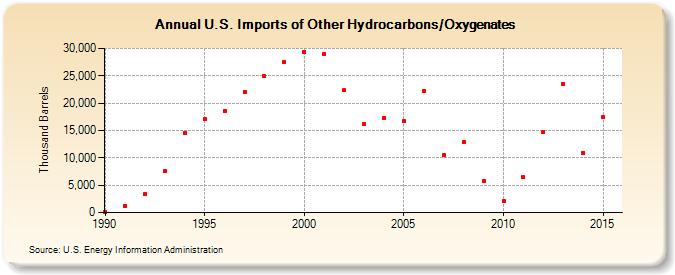 Annual U.S. Imports of Other Hydrocarbons/Oxygenates
Thousand Barrels
30,000
25,000
20,000
15,000
10,000
5,000
0
1990 1995 2000 2005 2010 2015
Source: U.S. Energy Information Administration